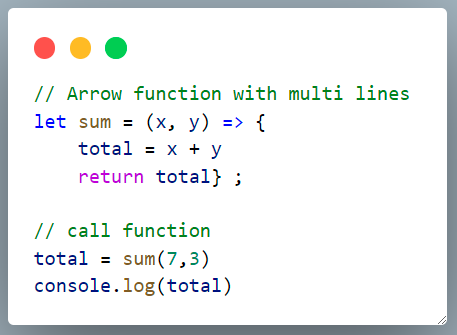 // Arrow function with multi lines
let sum = (x, y) => {
    total = x + y
    return total} ;

// call function
total = sum(7,3)
console.log(total)